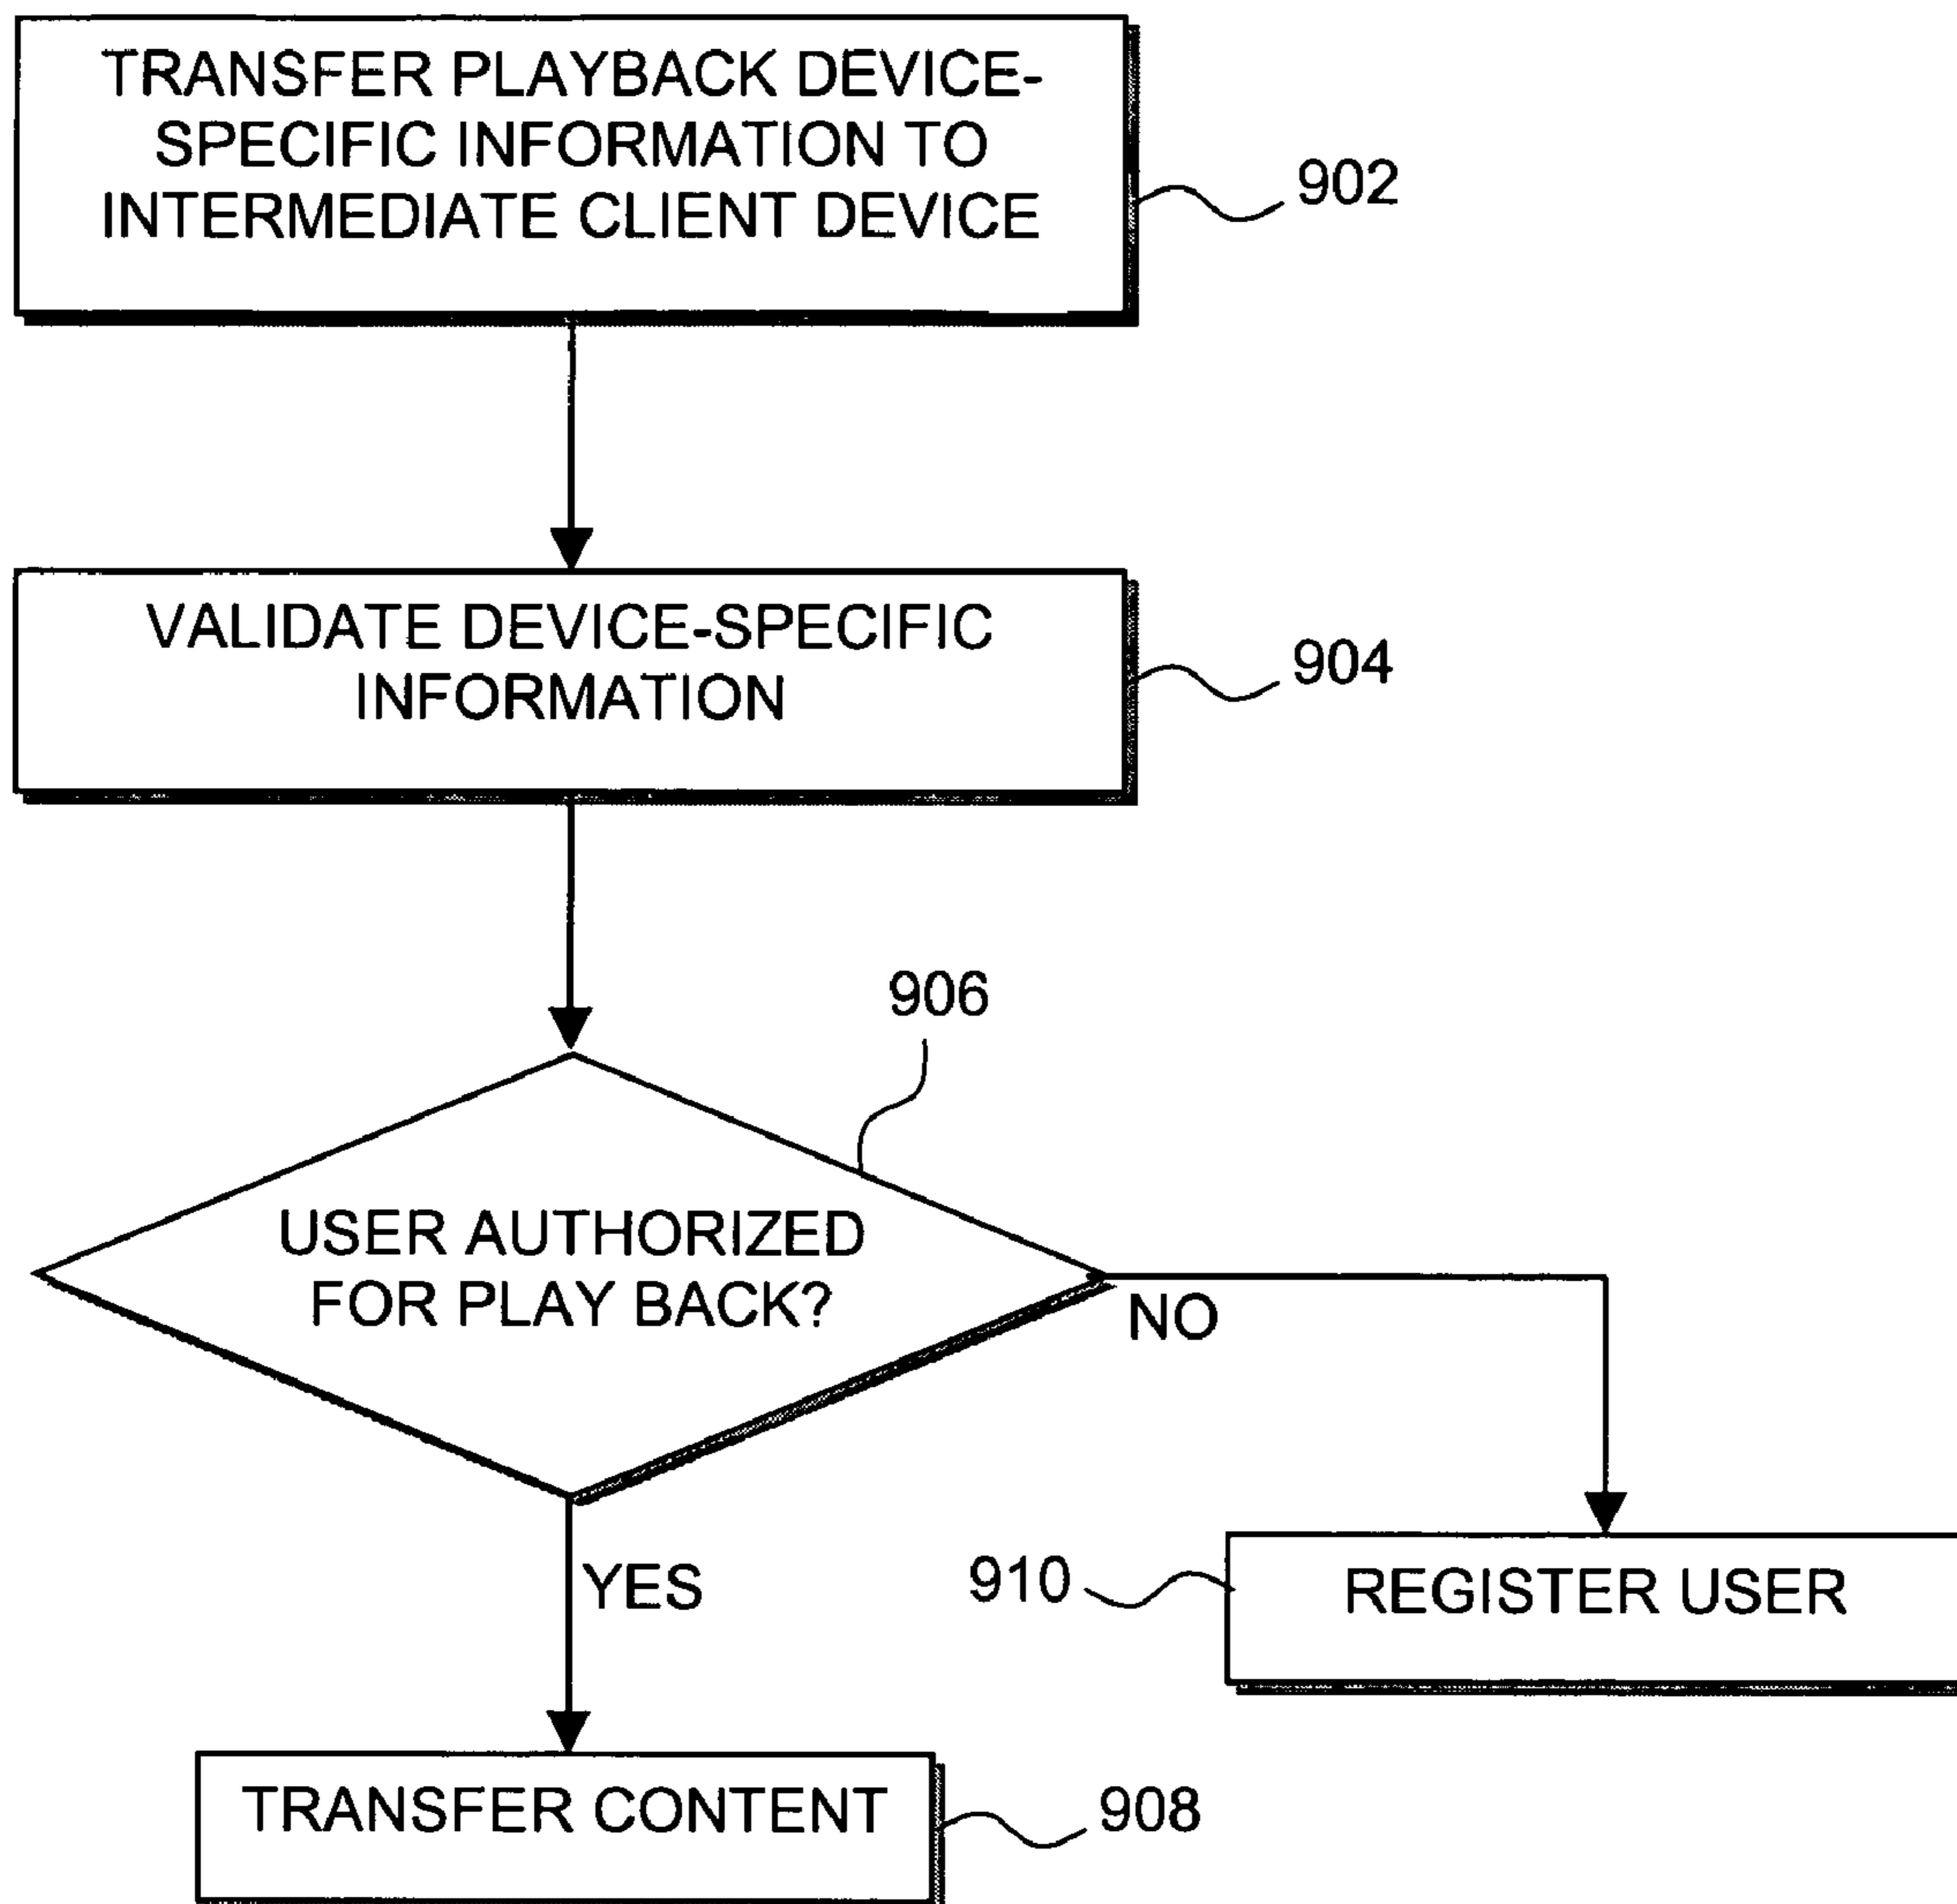 TRANSFER PLAYBACK DEVICE-
SPECIFIC INFORMATION TO
INTERMEDIATE CLIENT DEVICE
902
VALIDATE DEVICE-SPECIFIC
INFORMATION
904
906
USER AUTHORIZED
FOR PLAY BACK?
NO
YES
910
REGISTER USER
TRANSFER CONTENT
908